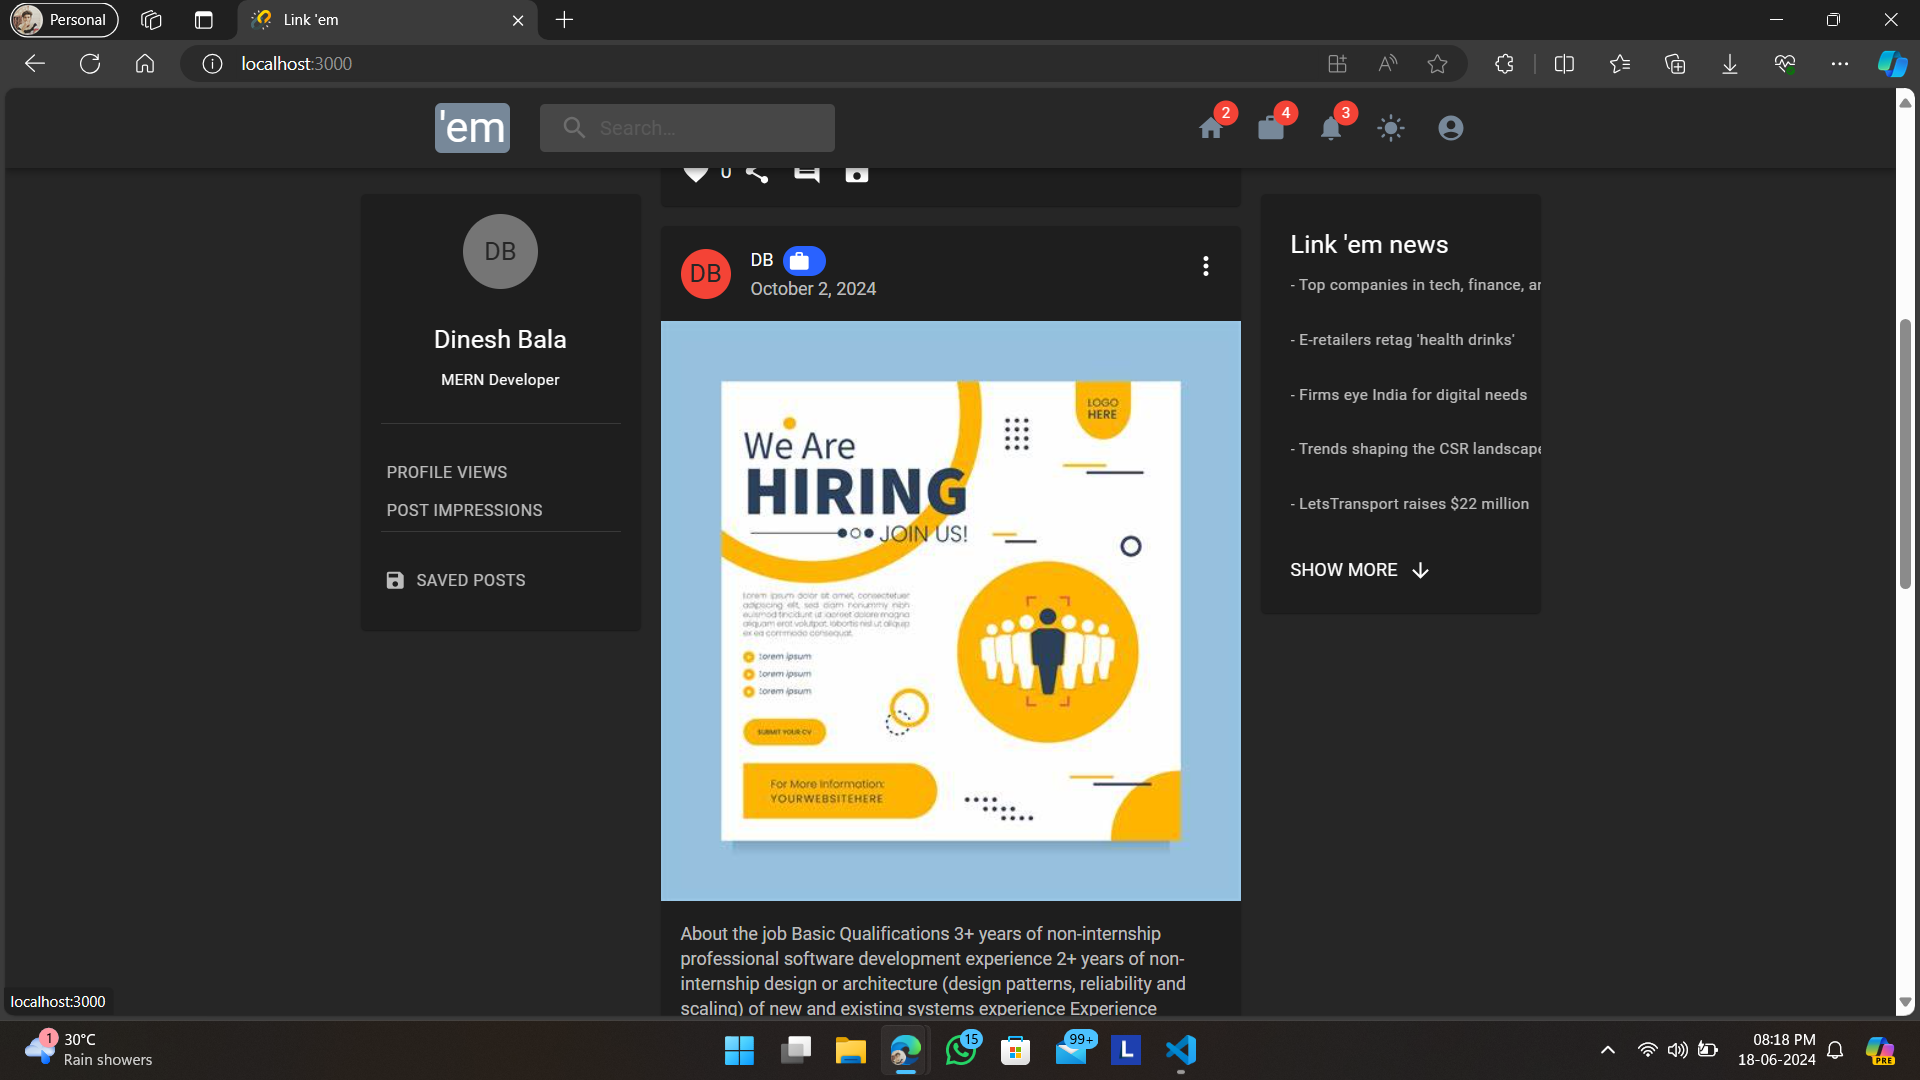 Personal
Link 'em
localhost:3000
'em
Search...
2
4
3
0
DB
Dinesh Bala
MERN Developer
PROFILE VIEWS
POST IMPRESSIONS
SAVED POSTS
DB
DB
October 2, 2024
LOGO
HERE
We Are
HIRING
JOIN US!
Lorem ipsum dolor sit amet, consectetuer
adipiscing elit, sed diam nonummy nibh
euismod tincidunt ut laoreet dolore magna
aliquam erat volutpat, lobortis nisl ut aliquip
ex ea commodo consequat.
Lorem ipsum
Lorem ipsum
Lorem ipsum
SUBMIT YOUR CV
For More Information:
YOURWEBSITEHERE
About the job Basic Qualifications 3+ years of non-internship
professional software development experience 2+ years of non-
internship design or architecture (design patterns, reliability and
scaling) of new and existing systems experience Experience
Link 'em news
- Top companies in tech, finance, ar
- E-retailers retag 'health drinks'
- Firms eye India for digital needs
- Trends shaping the CSR landscape
- LetsTransport raises $22 million
SHOW MORE
localhost:3000
1
30°C
Rain showers
15
99+
L
08:18 PM
18-06-2024
PRE